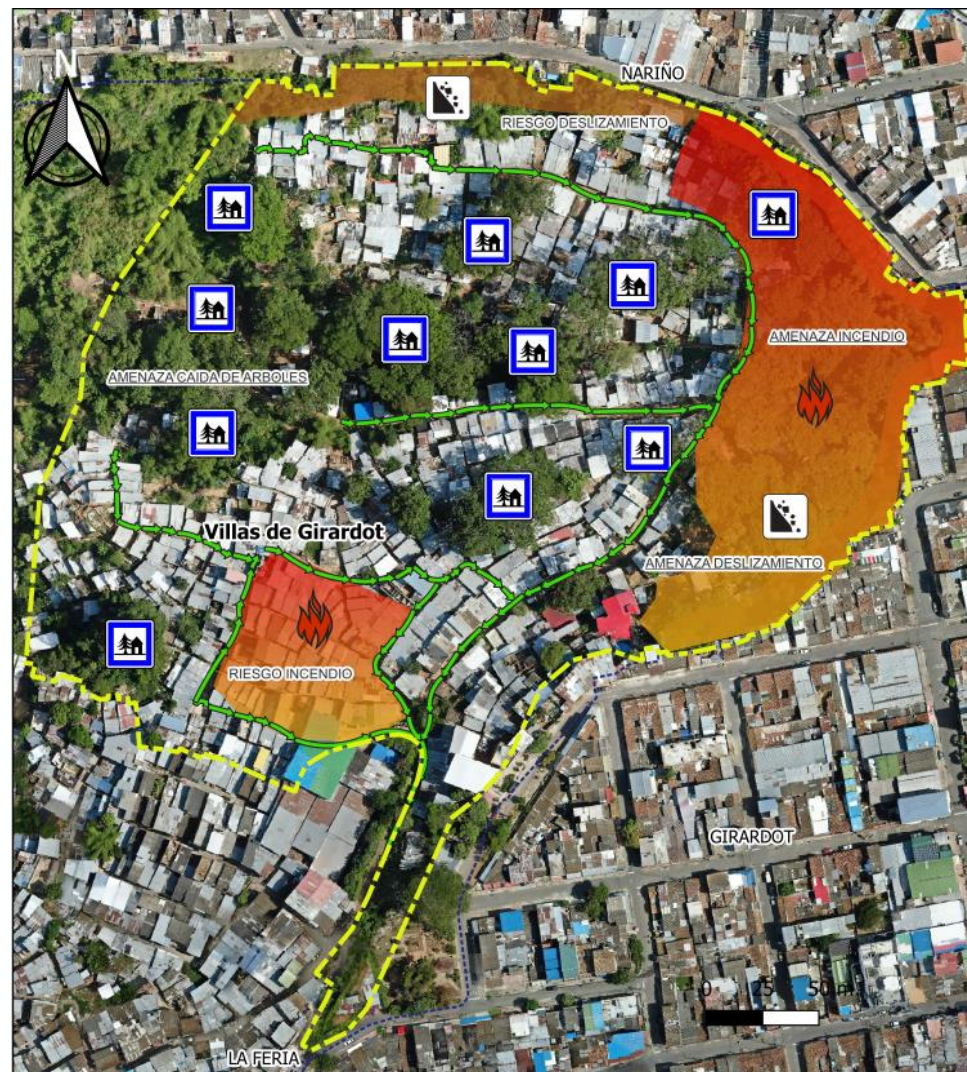 N
NARIÑO
RIESGO DESLIZAMIENTO
AMENAZA INCENDIO
AMENAZA CAIDA DE ARBOLES
Villas de Girardot
AMENAZA DESLIZAMIENTO
RIESGO INCENDIO
GIRARDOT
0 25 50 m
LA FERIA